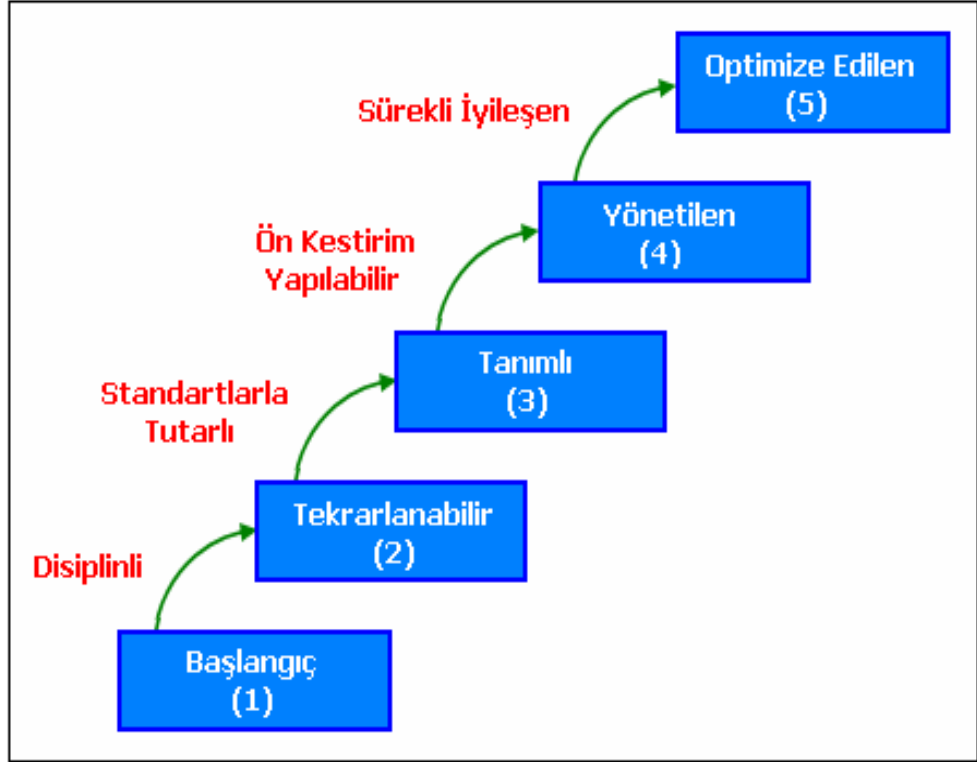 Optimize Edilen
(5)
Sürekli İyileşen
Yönetilen
(4)
Ön Kestirim
Yapılabilir
Tanımlı
(3)
Standartlarla
Tutarlı
Tekrarlanabilir
(2)
Disiplinli
Başlangıç
(1)